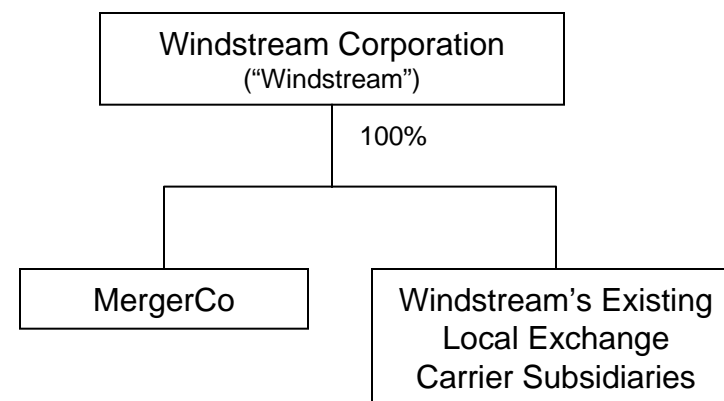 Windstream Corporation
(“Windstream”)
100%
MergerCo
Windstream’s Existing
Local Exchange
Carrier Subsidiaries